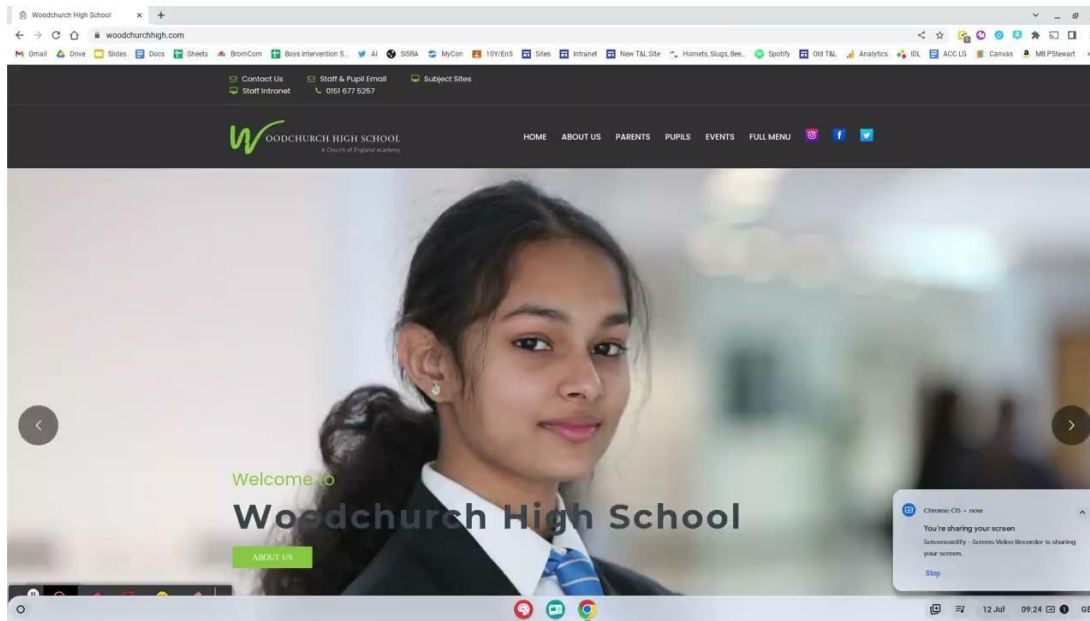 Woodchurch High School
woodchurchhigh.com
Gmail Drive Slides Docs Sheets BromCom Boys intervention S... AI SISRA MyCon 10Y/En5 Sites Intranet New T&L Site Hornets, Slugs, Bee... Spotify Old T&L Analytics IDL ACC LG Canvas MB PStewart
Contact Us Staff & Pupil Email Subject Sites
Staff Intranet 0151 677 5257
WOODCHURCH HIGH SCHOOL
A Church of England Academy
HOME ABOUT US PARENTS PUPILS EVENTS FULL MENU
Welcome to
Woodchurch High School
ABOUT US
Chrome OS • now
You're sharing your screen
Screencastify - Screen Video Recorder is sharing
your screen.
Stop
12 Jul 09:24 GB